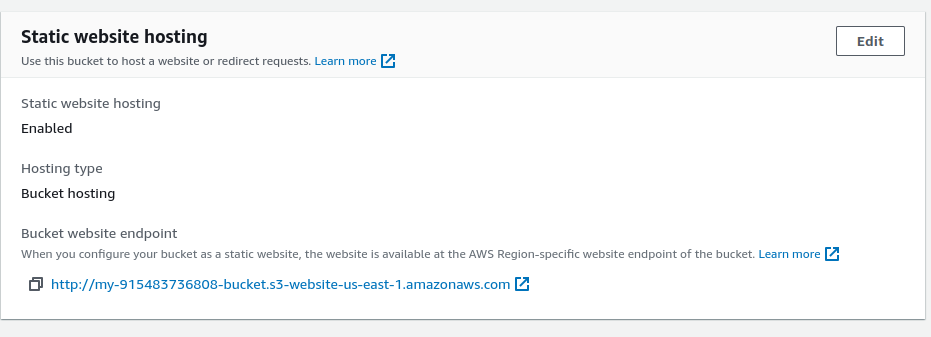 Static website hosting
Edit
Use this bucket to host a website or redirect requests. Learn more
Static website hosting
Enabled
Hosting type
Bucket hosting
Bucket website endpoint
When you configure your bucket as a static website, the website is available at the AWS Region-specific website endpoint of the bucket. Learn more
http://my-915483736808-bucket.s3-website-us-east-1.amazonaws.com